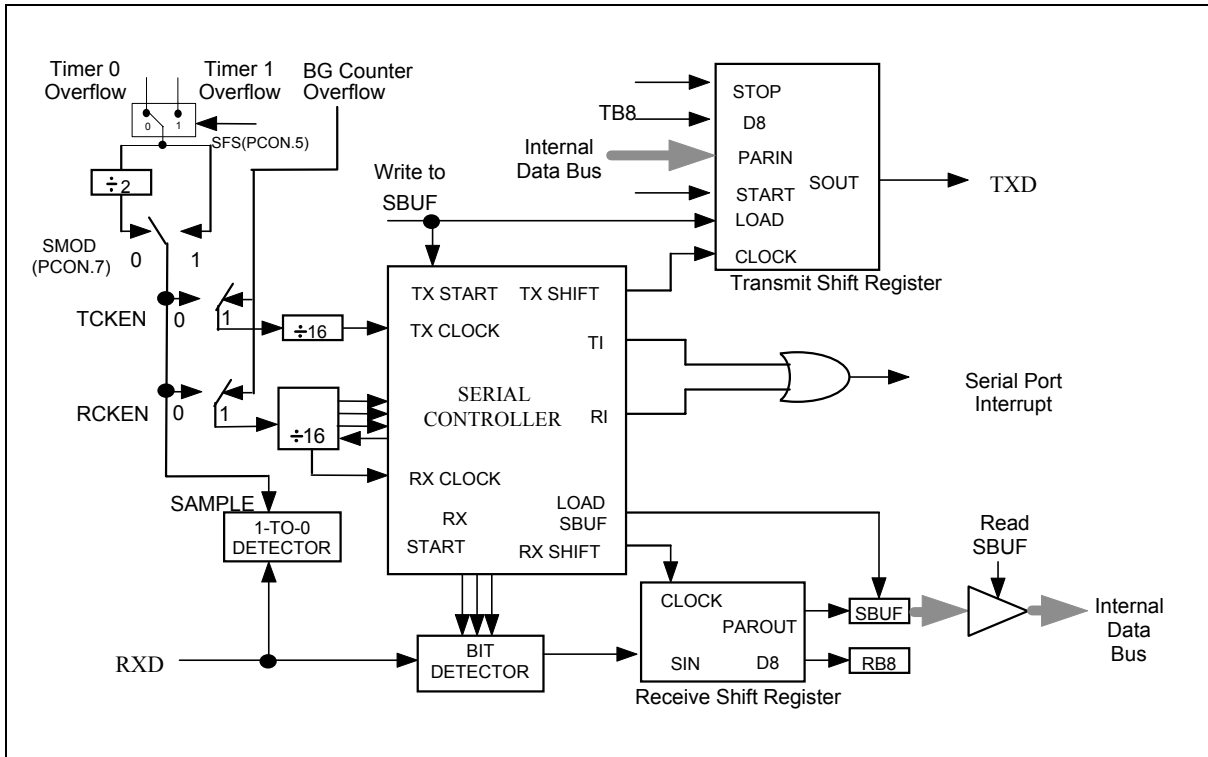 Timer 0
Overflow
Timer 1
Overflow
BG Counter
Overflow
0 1
SFS(PCON.5)
÷2
SMOD
(PCON.7)
0 1
TCKEN
0
1
÷16
RCKEN
0
1
÷16
SAMPLE
1-TO-0
DETECTOR
RXD
Write to
SBUF
TX START
TX SHIFT
TX CLOCK
TI
SERIAL
CONTROLLER
RI
RX CLOCK
LOAD
SBUF
RX
START
RX SHIFT
BIT
DETECTOR
TB8
Internal
Data Bus
STOP
D8
PARIN
SOUT
START
LOAD
CLOCK
Transmit Shift Register
TXD
Serial Port
Interrupt
CLOCK
PAROUT
SIN
D8
Receive Shift Register
SBUF
RB8
Read
SBUF
Internal
Data
Bus